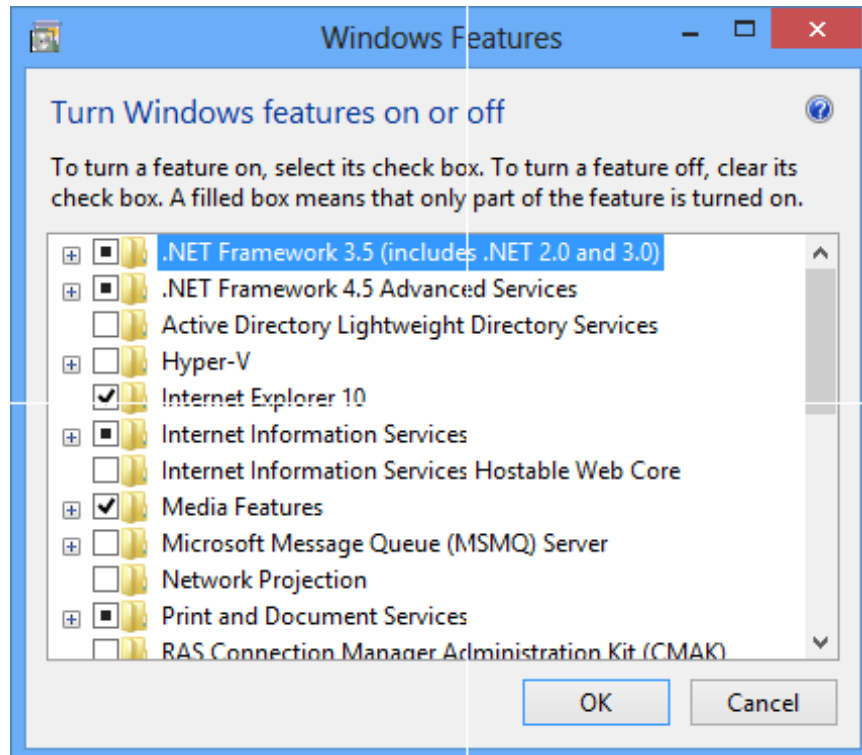 Windows Features
Turn Windows features on or off
To turn a feature on, select its check box. To turn a feature off, clear its
check box. A filled box means that only part of the feature is turned on.
.NET Framework 3.5 (includes .NET 2.0 and 3.0)
.NET Framework 4.5 Advanced Services
Active Directory Lightweight Directory Services
Hyper-V
Internet Explorer 10
Internet Information Services
Internet Information Services Hostable Web Core
Media Features
Microsoft Message Queue (MSMQ) Server
Network Projection
Print and Document Services
RAS Connection Manager Administration Kit (CMAK)
OK Cancel